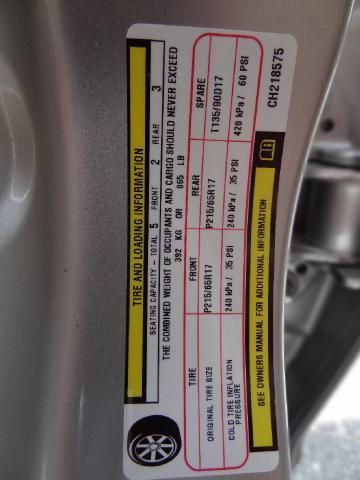 TIRE AND LOADING INFORMATION
SEATING CAPACITY - TOTAL 5 FRONT 2 REAR 3
THE COMBINED WEIGHT OF OCCUPANTS AND CARGO SHOULD NEVER EXCEED
392 KG OR 865 LB
TIRE FRONT REAR SPARE
ORIGINAL TIRE SIZE P215/65R17 P215/65R17 T135/90D17
COLD TIRE INFLATION PRESSURE 240 kPa / 35 PSI 240 kPa / 35 PSI 420 kPa / 60 PSI
SEE OWNERS MANUAL FOR ADDITIONAL INFORMATION
CH218575